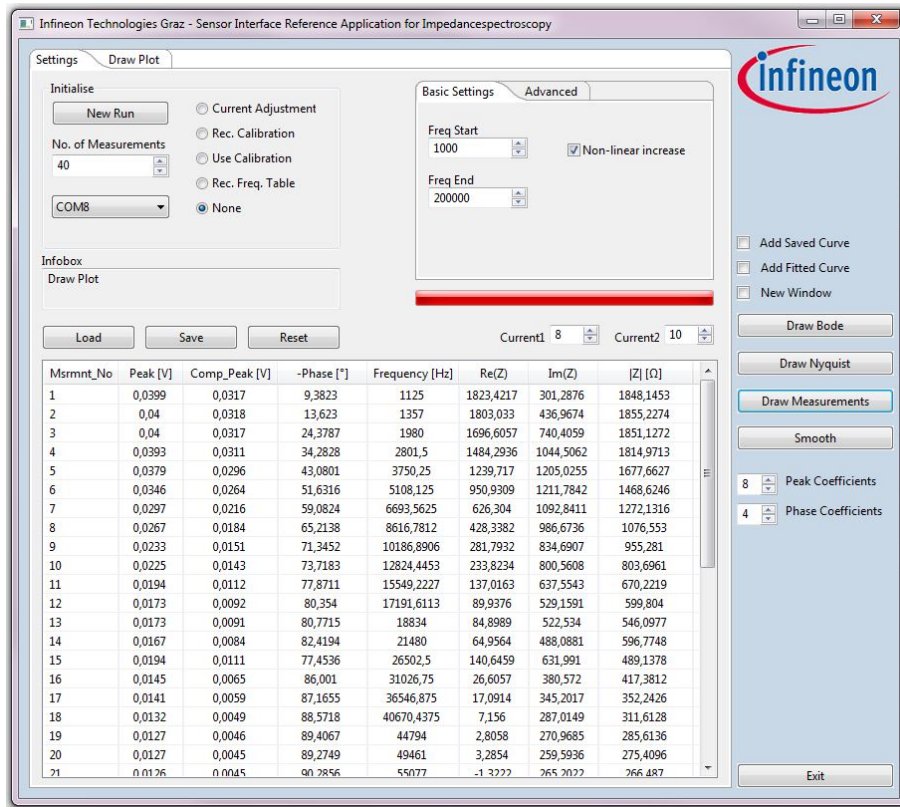 Infineon Technologies Graz - Sensor Interface Reference Application for Impedancespectroscopy
Settings Draw Plot
Initialise
New Run
No. of Measurements
40
COM8
Current Adjustment
Rec. Calibration
Use Calibration
Rec. Freq. Table
None
Basic Settings Advanced
Freq Start
1000
Non-linear increase
Freq End
200000
Infobox
Draw Plot
Load Save Reset
Current1 8 Current2 10
Msrmnt_No Peak [V] Comp_Peak [V] -Phase [°] Frequency [Hz] Re(Z) Im(Z) |Z| [Ω]
1 0,0399 0,0317 9,3823 1125 1823,4217 301,2876 1848,1453
2 0,04 0,0318 13,623 1357 1803,033 436,9674 1855,2274
3 0,04 0,0317 24,3787 1980 1696,6057 740,4059 1851,1272
4 0,0393 0,0311 34,2828 2801,5 1484,2936 1044,5062 1814,9713
5 0,0379 0,0296 43,0801 3750,25 1239,717 1205,0255 1677,6627
6 0,0346 0,0264 51,6316 5108,125 950,9309 1211,7842 1468,6246
7 0,0297 0,0216 59,0824 6693,5625 626,304 1092,8411 1272,1316
8 0,0267 0,0184 65,2138 8616,7812 428,3382 986,6736 1076,553
9 0,0233 0,0151 71,3452 10186,8906 281,7932 834,6907 955,281
10 0,0225 0,0143 73,7183 12824,4453 233,8234 800,5608 803,6961
11 0,0194 0,0112 77,8711 15549,2227 137,0163 637,5543 670,2219
12 0,0173 0,0092 80,354 17191,6113 89,9376 529,1591 599,804
13 0,0173 0,0091 80,7715 18834 84,8989 522,534 546,0977
14 0,0167 0,0084 82,4194 21480 64,9564 488,0881 596,7748
15 0,0194 0,0111 77,4536 26502,5 140,6459 631,991 489,1378
16 0,0145 0,0065 86,001 31026,75 26,6057 380,572 417,3812
17 0,0141 0,0059 87,1655 36546,875 17,0914 345,2017 352,2426
18 0,0132 0,0049 88,5718 40670,4375 7,156 287,0149 311,6128
19 0,0127 0,0046 89,4067 44794 2,8058 270,9685 285,6136
20 0,0127 0,0045 89,2749 49461 3,2854 259,5936 275,4096
21 0,0126 0,0045 90,2856 55077 -1,3222 265,2022 266,487
infineon
Add Saved Curve
Add Fitted Curve
New Window
Draw Bode
Draw Nyquist
Draw Measurements
Smooth
8 Peak Coefficients
4 Phase Coefficients
Exit